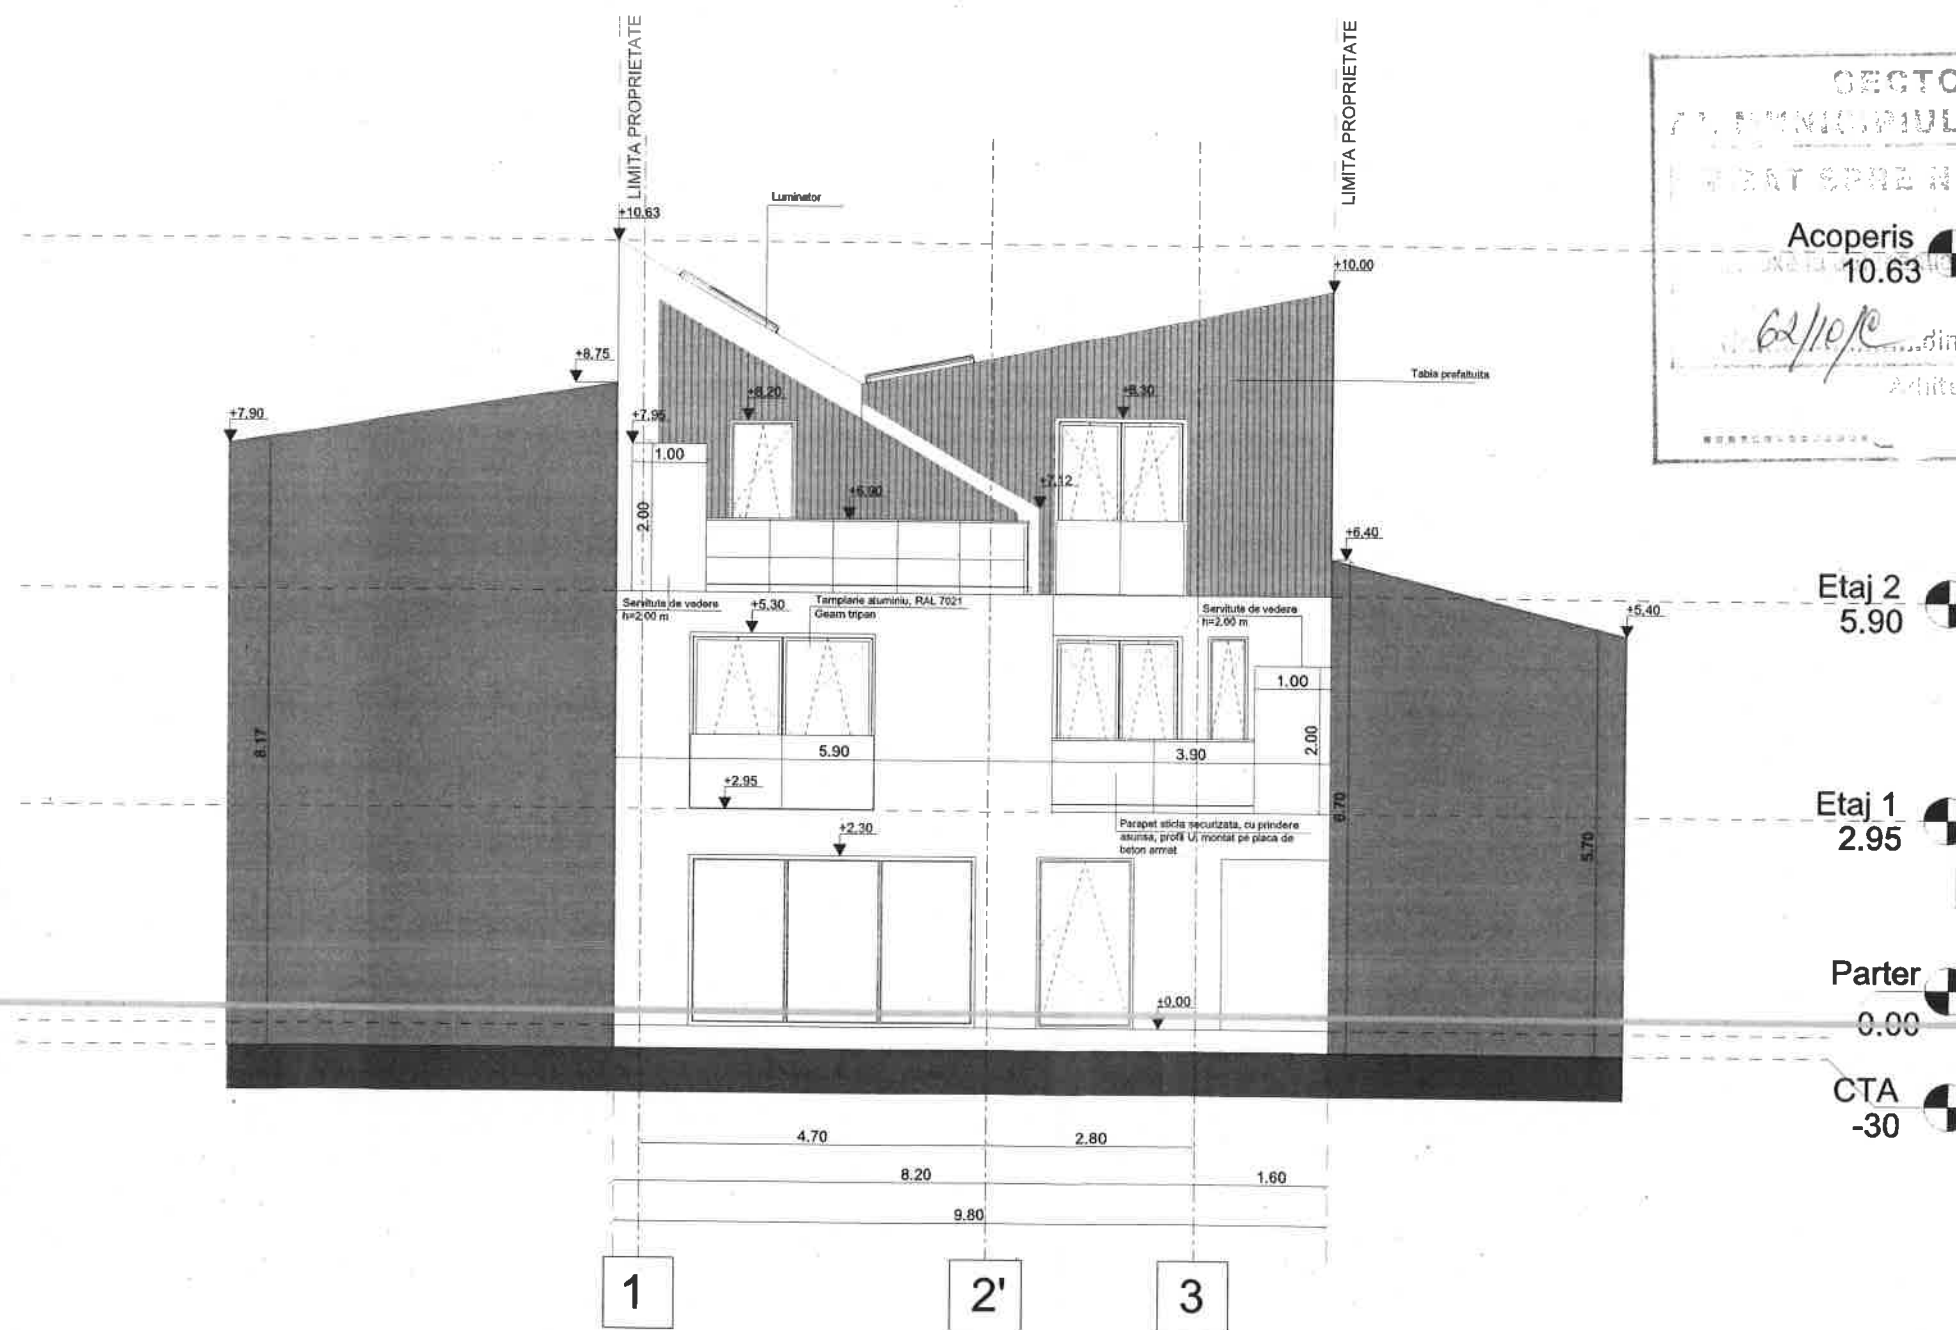 LIMITA PROPRIETATE
LIMITA PROPRIETATE
SECTO
MUNICIPIUL
SPRE
Luminator
+10.63
Acoperis
10.63
+10.00
62/10/C
din
+8.75
Tabla prefaltuita
+8.20
+8.30
+7.90
+7.95
1.00
+6.90
+7.12
2.00
+6.40
Etaj 2
5.90
Servitute de vedere
h=2.00 m
+5.30
Tamplarie aluminiu, RAL 7021
Geam tripan
Servitute de vedere
h=2.00 m
+5.40
1.00
8.17
5.90
3.90
2.00
+2.95
Etaj 1
2.95
+2.30
Parapet sticla securizata, cu prindere
asunsa, profil U, montat pe placa de
beton armat
6.70
5.70
Parter
0.00
±0.00
CTA
-30
4.70
2.80
8.20
1.60
9.80
1
2'
3